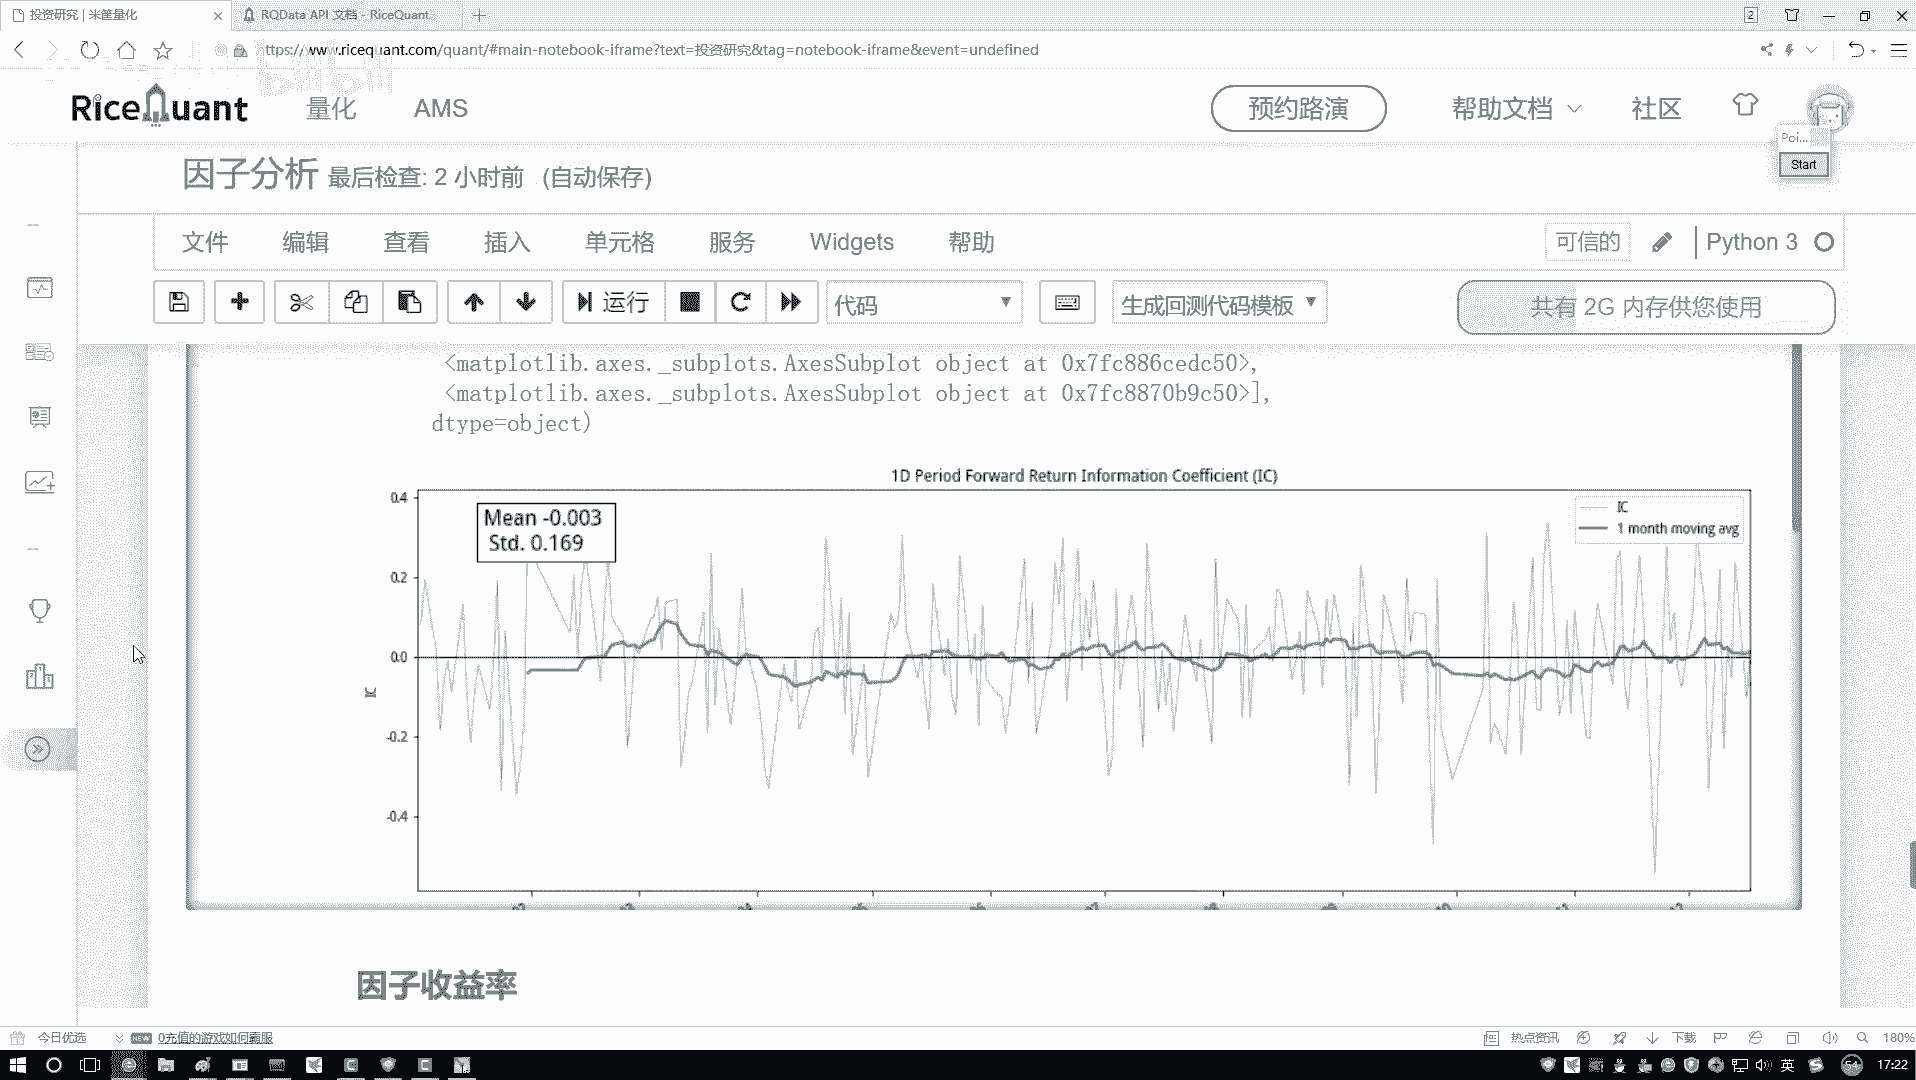 投资研究 | 米筐量化
RQData API 文档 - RiceQuant
2
ttps://www.ricequant.com/quant/#main-notebook-iframe?text=投资研究&tag=notebook-iframe&event=undefined
RiceQuant
量化
AMS
预约路演
帮助文档
社区
Poi...
Start
因子分析 最后检查: 2 小时前 (自动保存)
文件 编辑 查看 插入 单元格 服务 Widgets 帮助
可信的
Python 3
运行
代码
生成回测代码模板
共有 2G 内存供您使用
<matplotlib.axes._subplots.AxesSubplot object at 0x7fc886cedc50>,
<matplotlib.axes._subplots.AxesSubplot object at 0x7fc8870b9c50>],
dtype=object)
1D Period Forward Return Information Coefficient (IC)
0.4
Mean -0.003
Std. 0.169
IC
1 month moving avg
0.2
0.0
IC
-0.2
-0.4
因子收益率
今日优选
NEW
0充值的游戏如何霸服
热点资讯
下载
180%
英
54
17:22